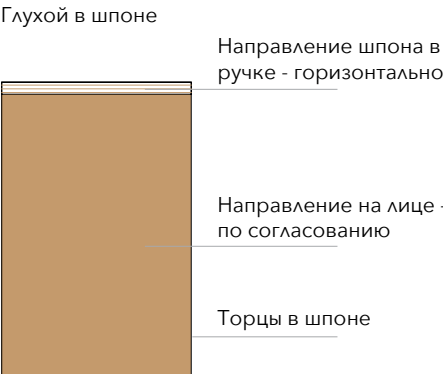 Глухой в шпоне
Направление шпона в
ручке - горизонтально
Направление на лице -
по согласованию
Торцы в шпоне